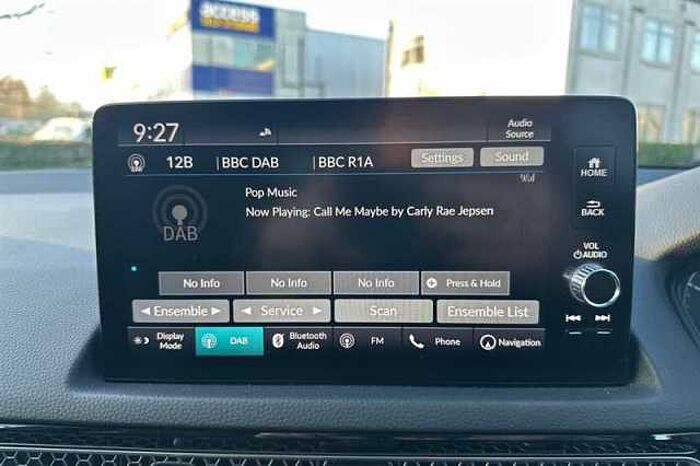 access
9:27
Audio
Source
12B | BBC DAB | BBC R1A
Settings
Sound
HOME
Pop Music
Now Playing: Call Me Maybe by Carly Rae Jepsen
DAB
BACK
VOL
AUDIO
No Info
No Info
No Info
Press & Hold
Ensemble
Service
Scan
Ensemble List
Display
Mode
DAB
Bluetooth
Audio
FM
Phone
Navigation